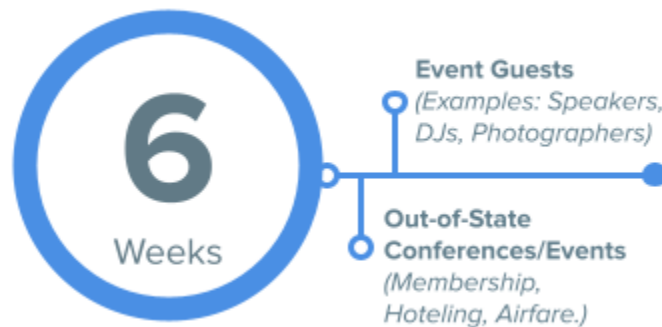 6
Weeks
Event Guests
(Examples: Speakers,
DJs, Photographers)
Out-of-State
Conferences/Events
(Membership,
Hoteling, Airfare.)